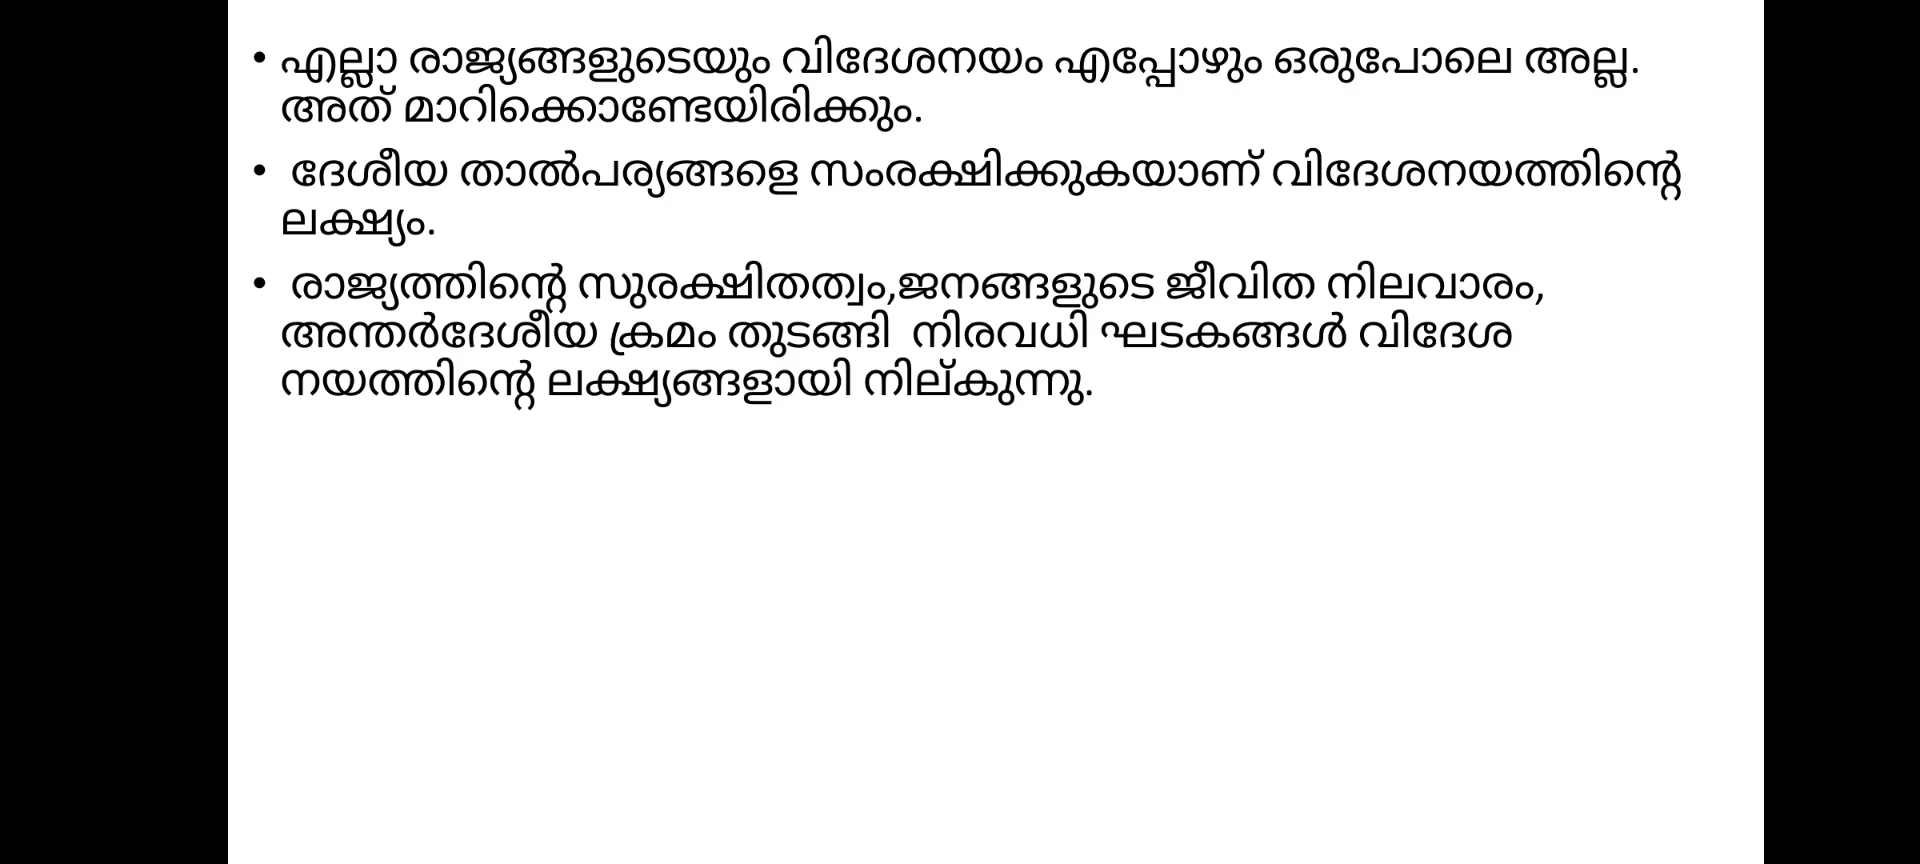 • എല്ലാ രാജ്യങ്ങളുടെയും വിദേശനയം എപ്പോഴും ഒരുപോലെ അല്ല.
അത് മാറിക്കൊണ്ടേയിരിക്കും.
• ദേശീയ താൽപര്യങ്ങളെ സംരക്ഷിക്കുകയാണ് വിദേശനയത്തിന്റെ
ലക്ഷ്യം.
• രാജ്യത്തിന്റെ സുരക്ഷിതത്വം,ജനങ്ങളുടെ ജീവിത നിലവാരം,
അന്തർദേശീയ ക്രമം തുടങ്ങി നിരവധി ഘടകങ്ങൾ വിദേശ
നയത്തിന്റെ ലക്ഷ്യങ്ങളായി നില്കുന്നു.